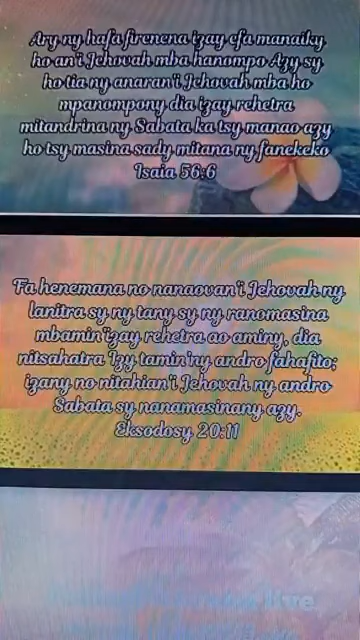 Ary ny hafa firenena izay efa manaiky
ho an'i Jehovah mba hanompo Azy sy
ho tia ny anaran'i Jehovah mba ho
mpanompony dia izay rehetra
mitandrina ny Sabata ka tsy manao azy
ho tsy masina sady mitana ny fanekeko
Isaia 56:6
Fa henemana no nanaovan'i Jehovah ny
lanitra sy ny tany sy ny ranomasina
mbamin'izay rehetra ao aminy, dia
nitsahatra Izy tamin'ny andro fahafito;
izany no nitahian'i Jehovah ny andro
Sabata sy nanamasinany azy.
Eksodosy 20:11